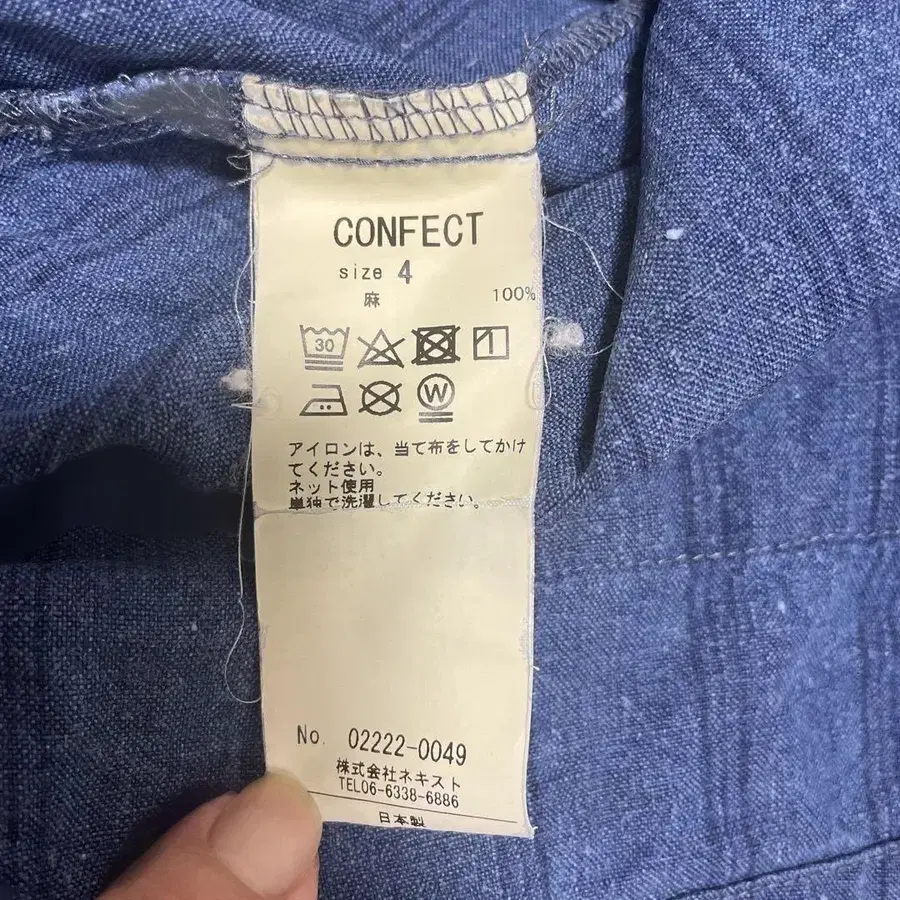 CONFECT
size 4
麻 100%
30
W
アイロンは、当て布をしてかけ
てください。
ネット使用
単独で洗濯してください。
No. 02222-0049
株式会社ネキスト
TEL06-6338-6886
日本製